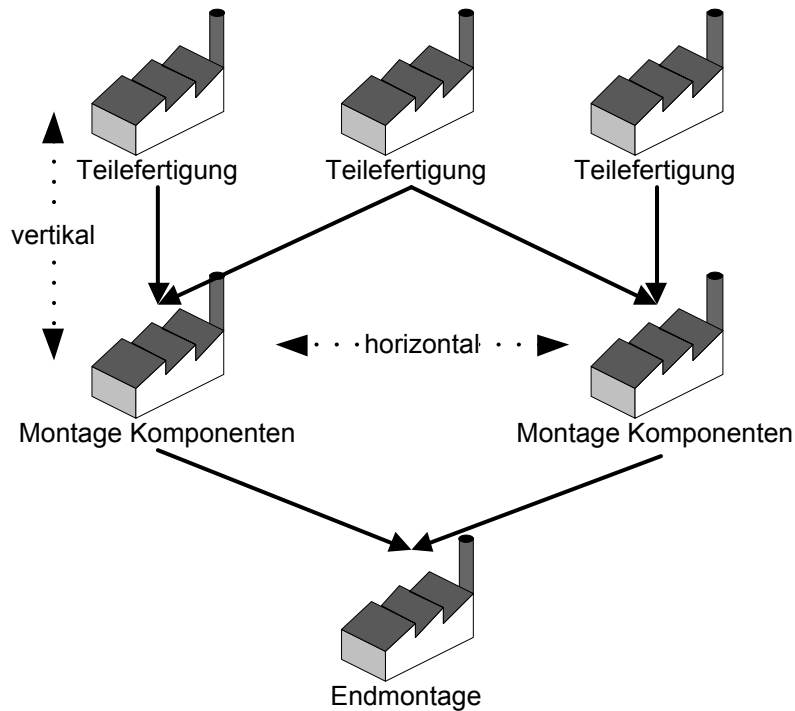 Teilefertigung
Teilefertigung
Teilefertigung
vertikal
horizontal
Montage Komponenten
Montage Komponenten
Endmontage